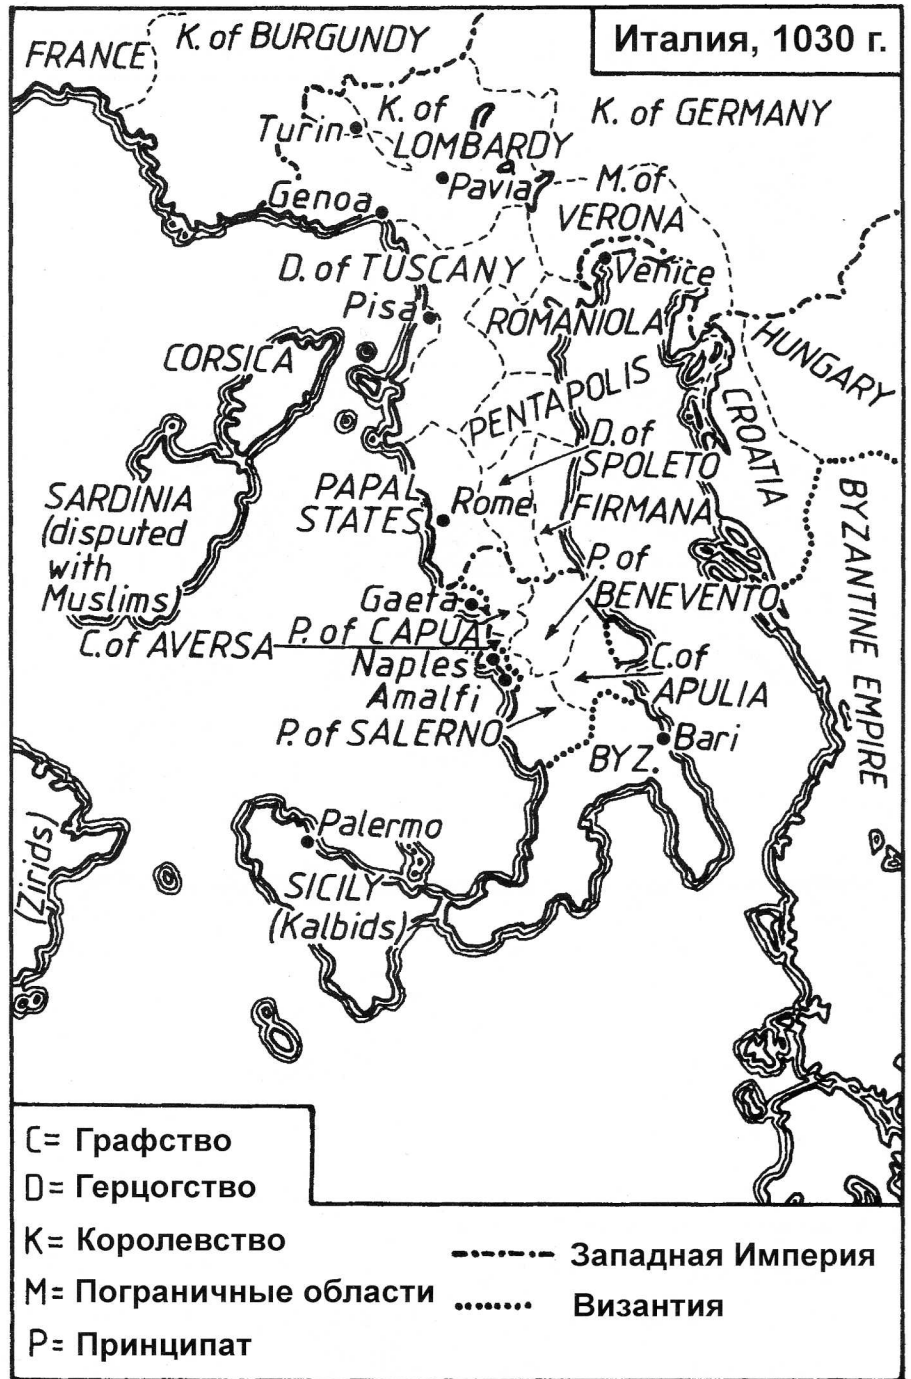 Италия, 1030 г.
FRANCE
K. of BURGUNDY
K. of
LOMBARDY
K. of GERMANY
Turin
Pavia
Genoa
M. of
VERONA
Venice
D. of TUSCANY
Pisa
ROMANIOLA
HUNGARY
CORSICA
PENTAPOLIS
CROATIA
D. of
SPOLETO
SARDINIA
(disputed
with
Muslims)
PAPAL
STATES
Rome
FIRMANA
BYZANTINE EMPIRE
P. of
BENEVENTO
Gaeta
P. of CAPUA
C. of AVERSA
Naples
Amalfi
C. of
APULIA
P. of SALERNO
Bari
BYZ.
Palermo
(Zirids)
SICILY
(Kalbids)
C= Графство
D= Герцогство
K= Королевство
M= Пограничные области
P= Принципат
Западная Империя
Византия